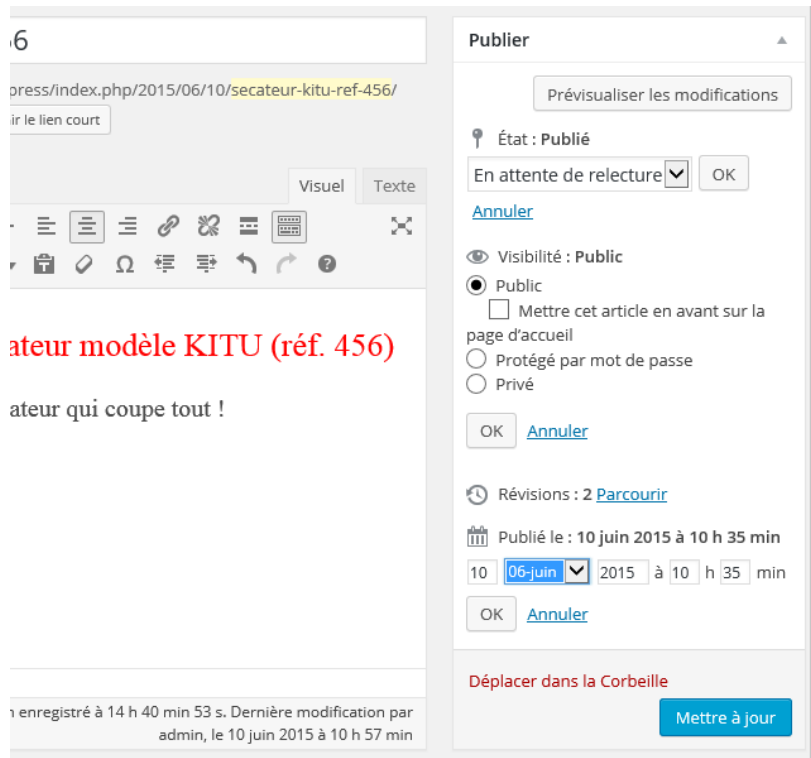 56
Publier
press/index.php/2015/06/10/secateur-kitu-ref-456/
ir le lien court
Prévisualiser les modifications
État : Publié
En attente de relecture OK
Annuler
Visuel Texte
Visibilité : Public
Public
Mettre cet article en avant sur la
page d'accueil
Protégé par mot de passe
Privé
OK Annuler
ateur modèle KITU (réf. 456)
ateur qui coupe tout !
Révisions : 2 Parcourir
Publié le : 10 juin 2015 à 10 h 35 min
10 06-juin 2015 à 10 h 35 min
OK Annuler
Déplacer dans la Corbeille
Mettre à jour
n enregistré à 14 h 40 min 53 s. Dernière modification par
admin, le 10 juin 2015 à 10 h 57 min